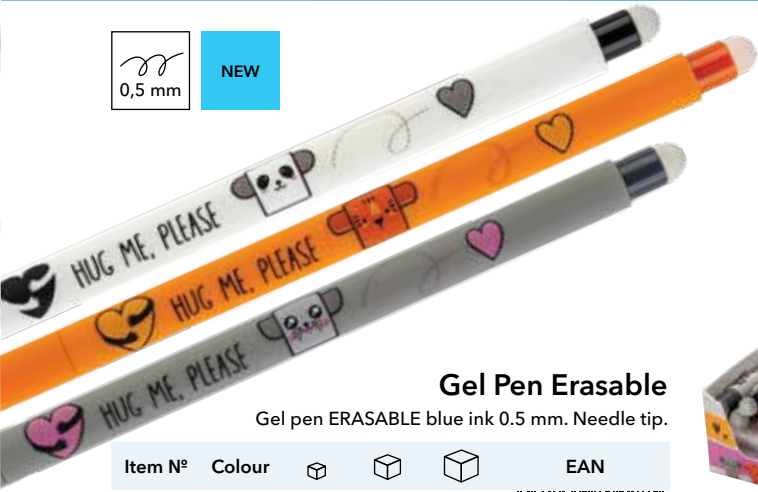 0,5 mm
NEW
HUG ME, PLEASE
HUG ME, PLEASE
HUG ME, PLEASE
Gel Pen Erasable
Gel pen ERASABLE blue ink 0.5 mm. Needle tip.
Item Nº Colour EAN